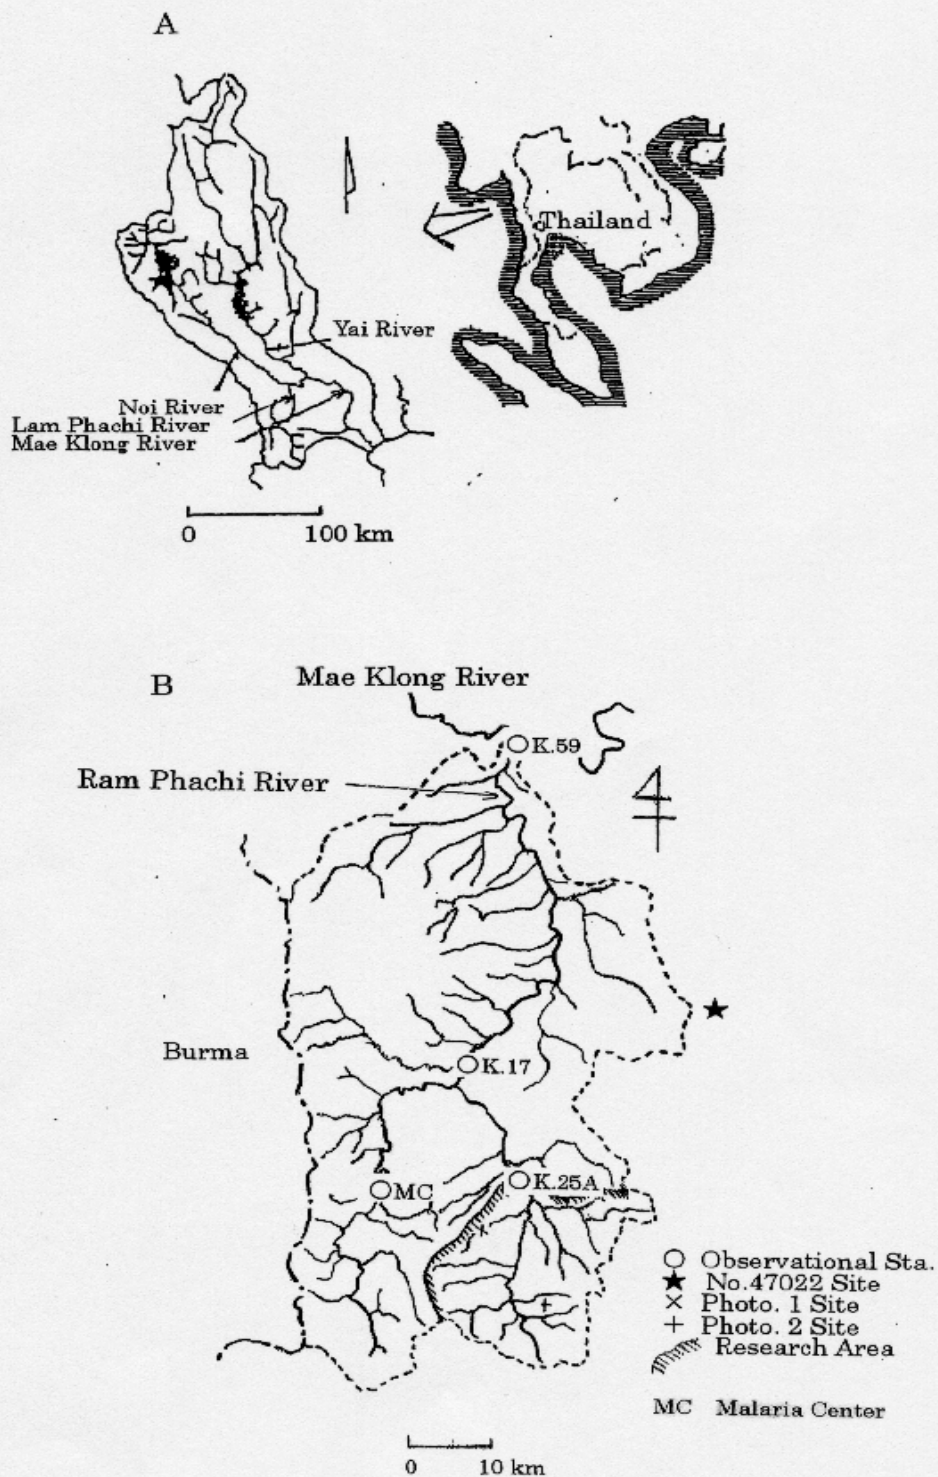 A
Thailand
Yai River
Noi River
Lam Phachi River
Mae Klong River
0 100 km
B
Mae Klong River
K.59
Ram Phachi River
Burma
K.17
K.25A
MC
Observational Sta.
No.47022 Site
Photo. 1 Site
Photo. 2 Site
Research Area
MC Malaria Center
0 10 km